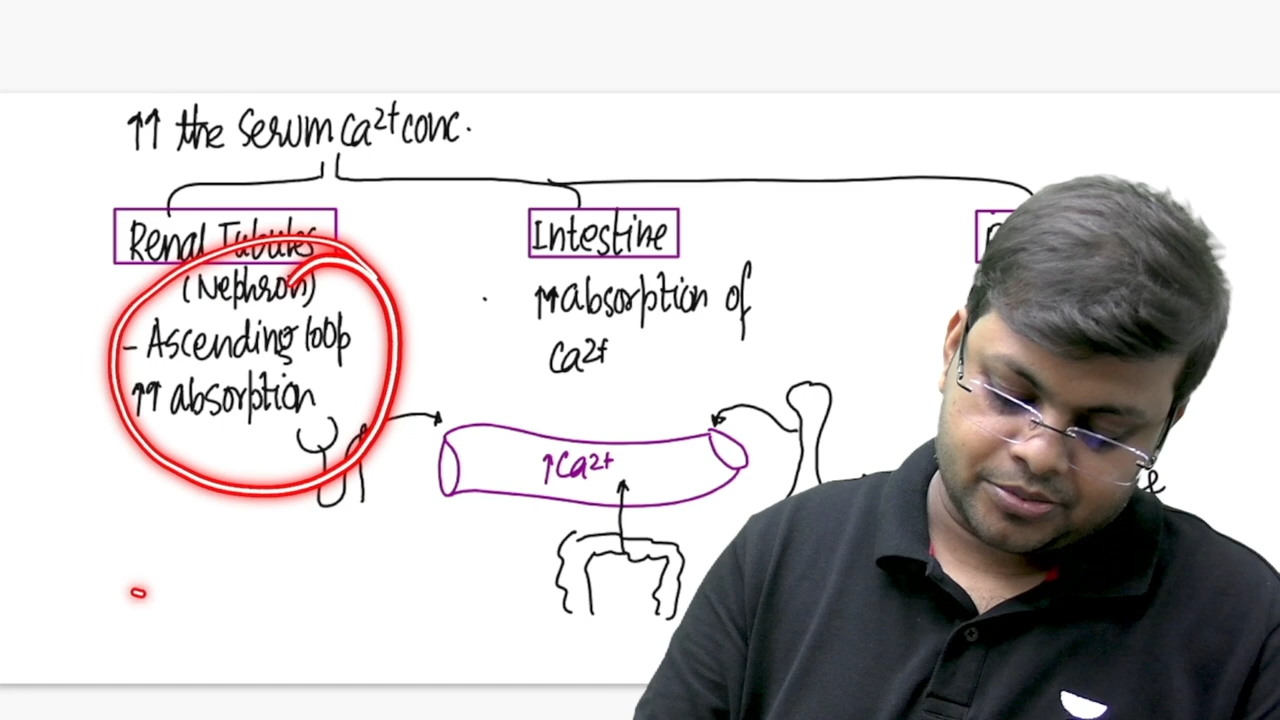 ↑↑ the Serum Ca²⁺ conc.
Renal Tubules
(Nephron)
- Ascending loop
↑↑ absorption
Intestine
↑↑ absorption of
Ca²⁺
↑Ca²⁺
&